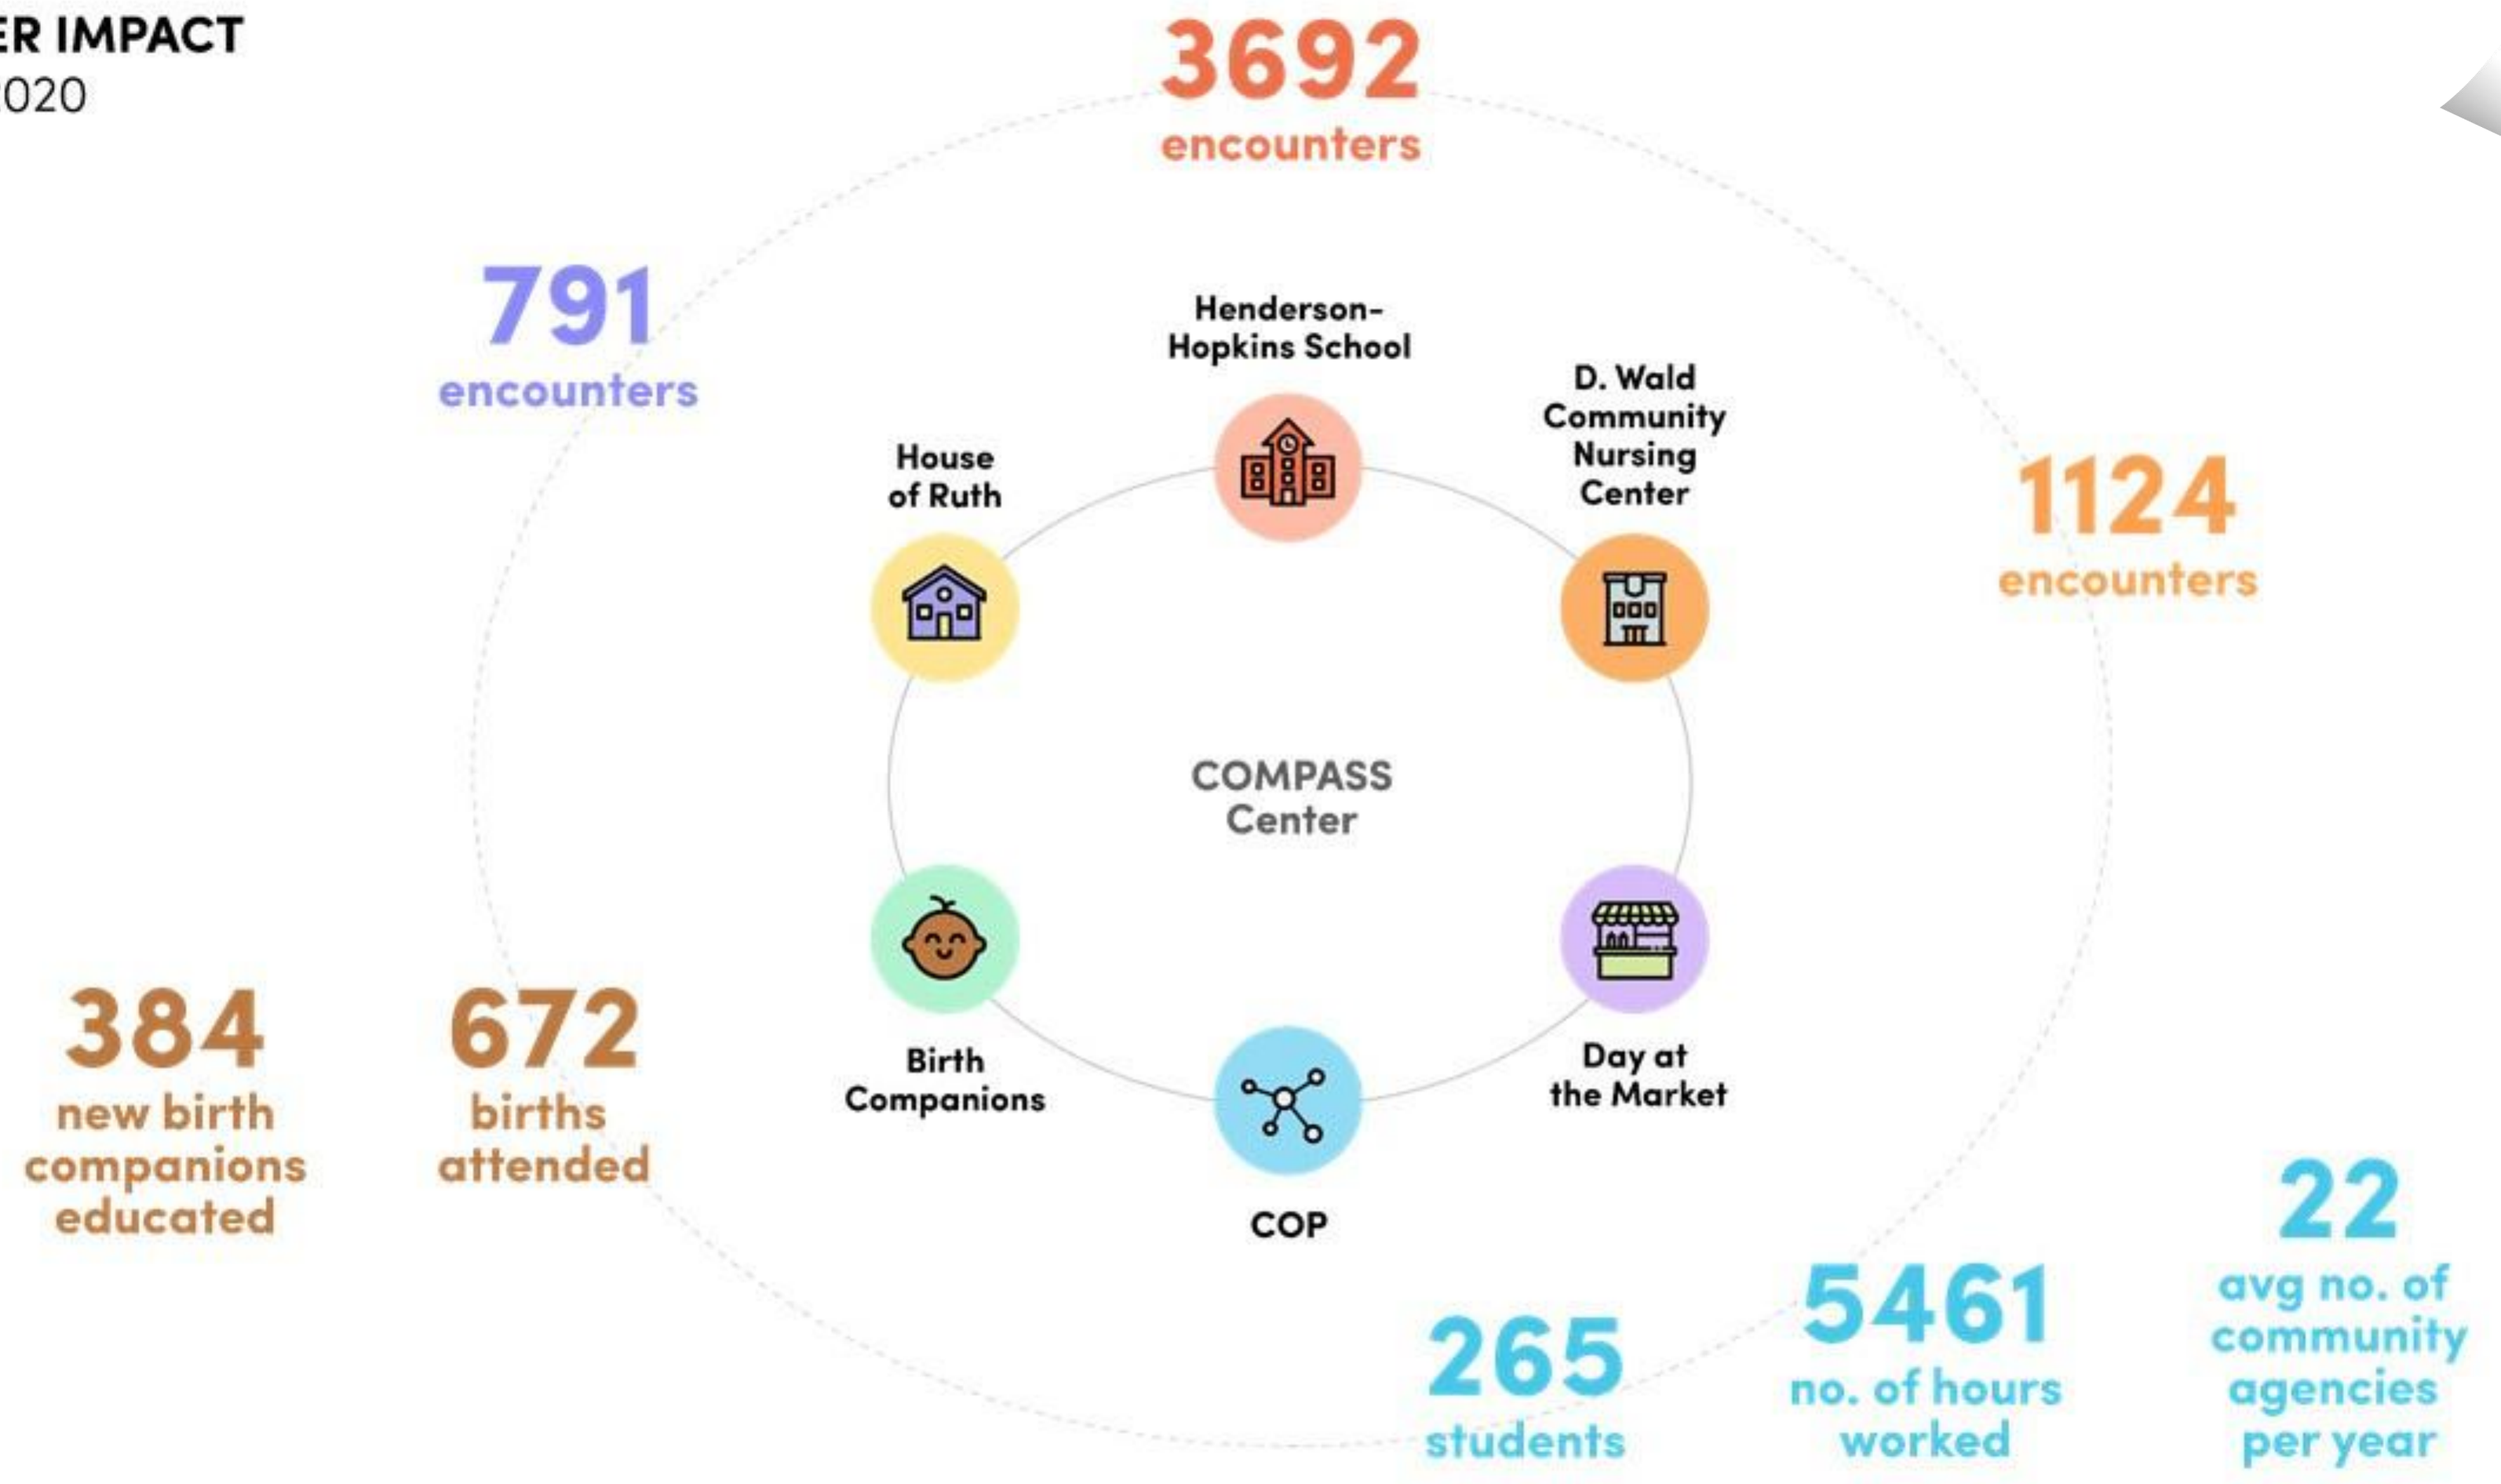 ER IMPACT
020
3692
encounters
791
encounters
Henderson-
Hopkins School
D. Wald
Community
Nursing
Center
House
of Ruth
1124
encounters
COMPASS
Center
384
new birth
companions
educated
672
births
attended
Birth
Companions
Day at
the Market
COP
265
students
5461
no. of hours
worked
22
avg no. of
community
agencies
per year